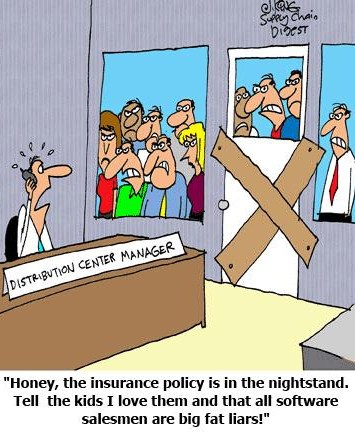 Supply Chain
Digest
DISTRIBUTION CENTER MANAGER
"Honey, the insurance policy is in the nightstand.
Tell the kids I love them and that all software
salesmen are big fat liars!"